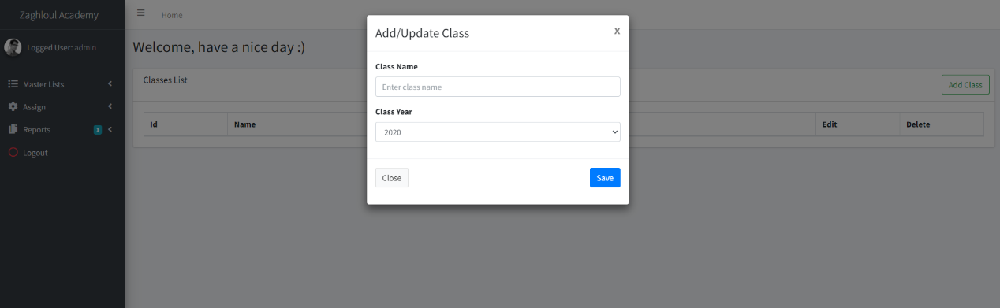 Zaghloul Academy
Home
Logged User: admin
Master Lists
Assign
Reports 1
Logout
Welcome, have a nice day :)
Classes List
Add Class
Id Name Edit Delete
Add/Update Class x
Class Name
Enter class name
Class Year
2020
Close Save